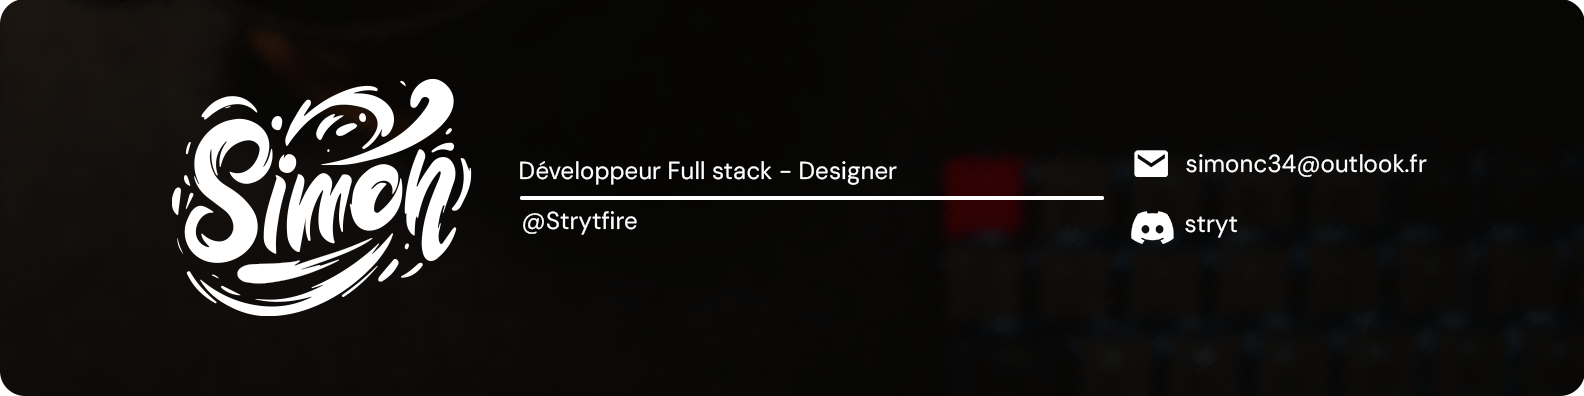 Simon
Développeur Full stack - Designer
@Strytfire
simonc34@outlook.fr
stryt